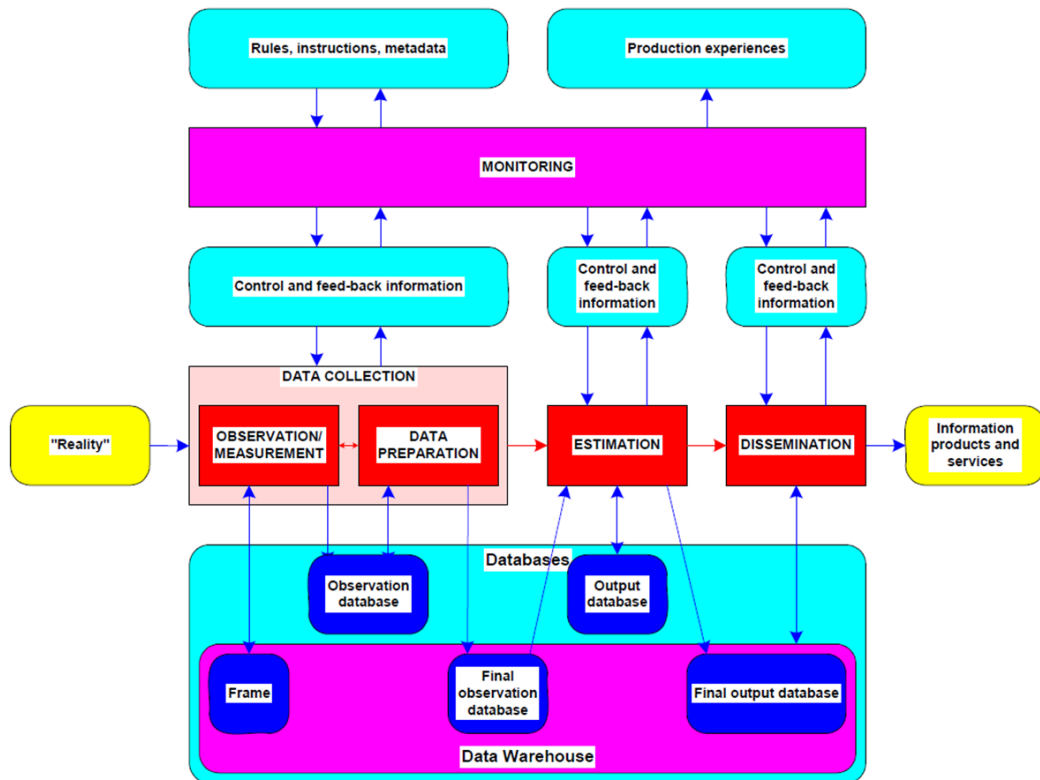 Rules, instructions, metadata
Production experiences
MONITORING
Control and feed-back information
Control and
feed-back
information
Control and
feed-back
information
DATA COLLECTION
"Reality"
OBSERVATION/
MEASUREMENT
DATA
PREPARATION
ESTIMATION
DISSEMINATION
Information
products and
services
Databases
Observation
database
Output
database
Frame
Final
observation
database
Final output database
Data Warehouse